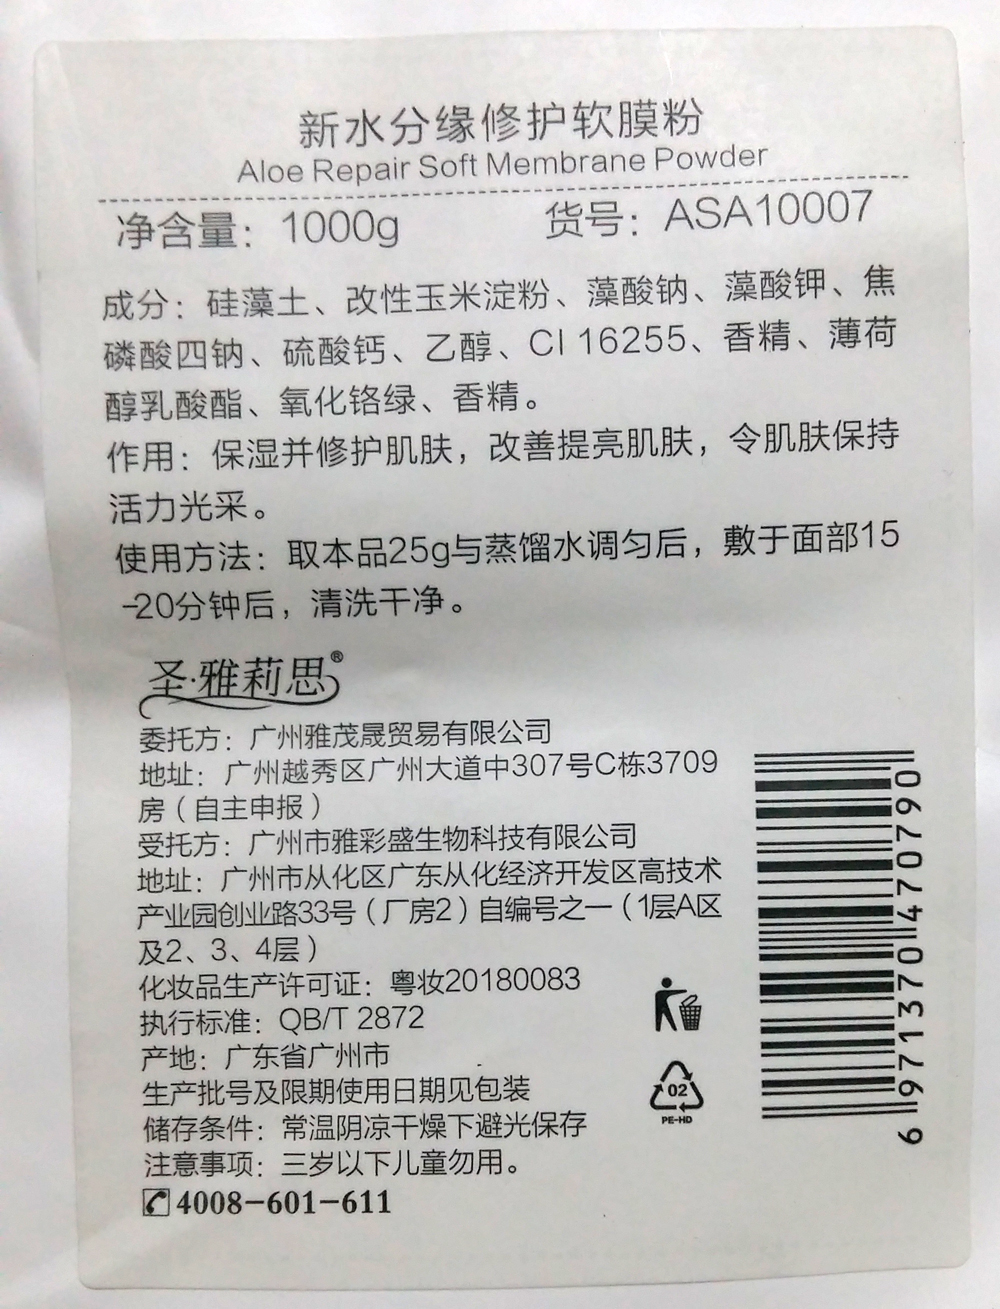 新水分缘修护软膜粉
Aloe Repair Soft Membrane Powder
净含量：1000g 货号：ASA10007
成分：硅藻土、改性玉米淀粉、藻酸钠、藻酸钾、焦
磷酸四钠、硫酸钙、乙醇、CI 16255、香精、薄荷
醇乳酸酯、氧化铬绿、香精。
作用：保湿并修护肌肤，改善提亮肌肤，令肌肤保持
活力光采。
使用方法：取本品25g与蒸馏水调匀后，敷于面部15
-20分钟后，清洗干净。
圣·雅莉思®
委托方：广州雅茂晟贸易有限公司
地址：广州越秀区广州大道中307号C栋3709
房（自主申报）
受托方：广州市雅彩盛生物科技有限公司
地址：广州市从化区广东从化经济开发区高技术
产业园创业路33号（厂房2）自编号之一（1层A区
及2、3、4层）
化妆品生产许可证：粤妆20180083
执行标准：QB/T 2872
产地：广东省广州市
生产批号及限期使用日期见包装
储存条件：常温阴凉干燥下避光保存
注意事项：三岁以下儿童勿用。
4008-601-611
02
PE-HD
6971370470790